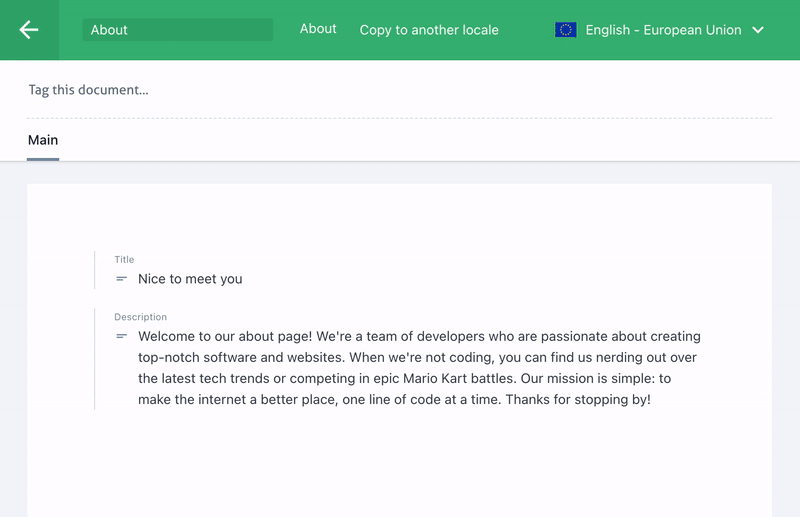 About
About
Copy to another locale
English - European Union
Tag this document...
Main
Title
Nice to meet you
Description
Welcome to our about page! We're a team of developers who are passionate about creating
top-notch software and websites. When we're not coding, you can find us nerding out over
the latest tech trends or competing in epic Mario Kart battles. Our mission is simple: to
make the internet a better place, one line of code at a time. Thanks for stopping by!